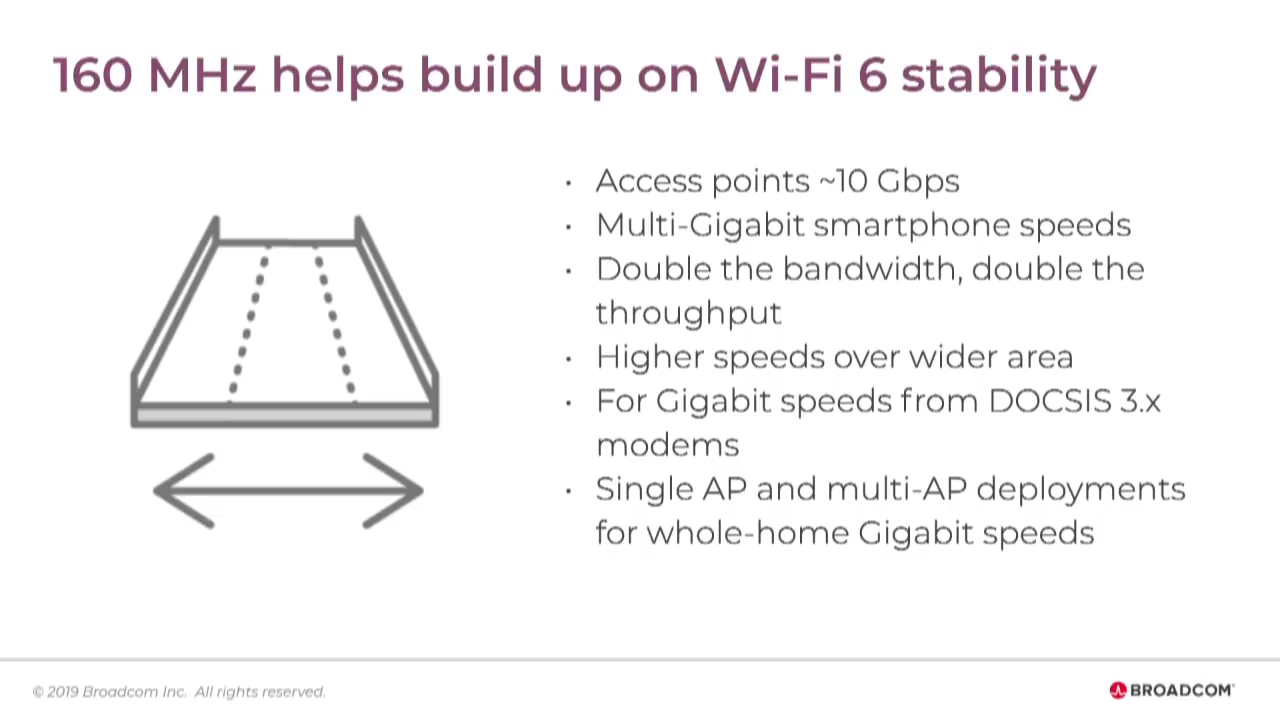 160 MHz helps build up on Wi-Fi 6 stability
· Access points ~10 Gbps
· Multi-Gigabit smartphone speeds
· Double the bandwidth, double the
throughput
· Higher speeds over wider area
· For Gigabit speeds from DOCSIS 3.x
modems
· Single AP and multi-AP deployments
for whole-home Gigabit speeds
© 2019 Broadcom Inc. All rights reserved.
BROADCOM